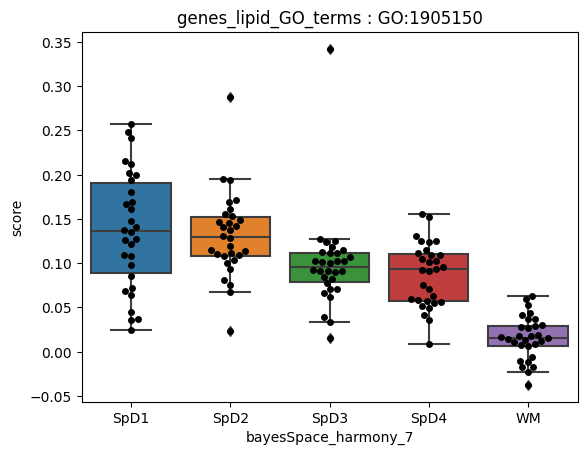 genes_lipid_GO_terms : GO:1905150
score
0.35
0.30
0.25
0.20
0.15
0.10
0.05
0.00
−0.05
SpD1 SpD2 SpD3 SpD4 WM
bayesSpace_harmony_7